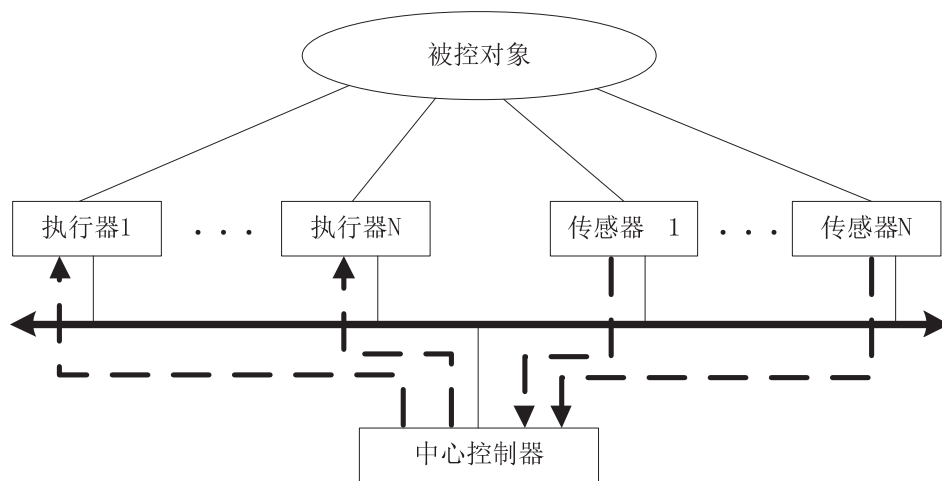 被控对象
执行器1 . . . 执行器N 传感器 1 . . . 传感器N
中心控制器